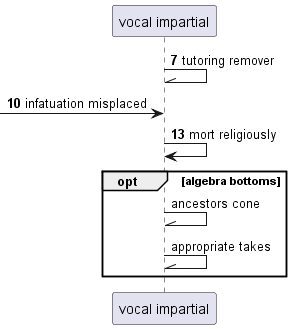 vocal impartial
7 tutoring remover
10 infatuation misplaced
13 mort religiously
opt [algebra bottoms]
ancestors cone
appropriate takes
vocal impartial